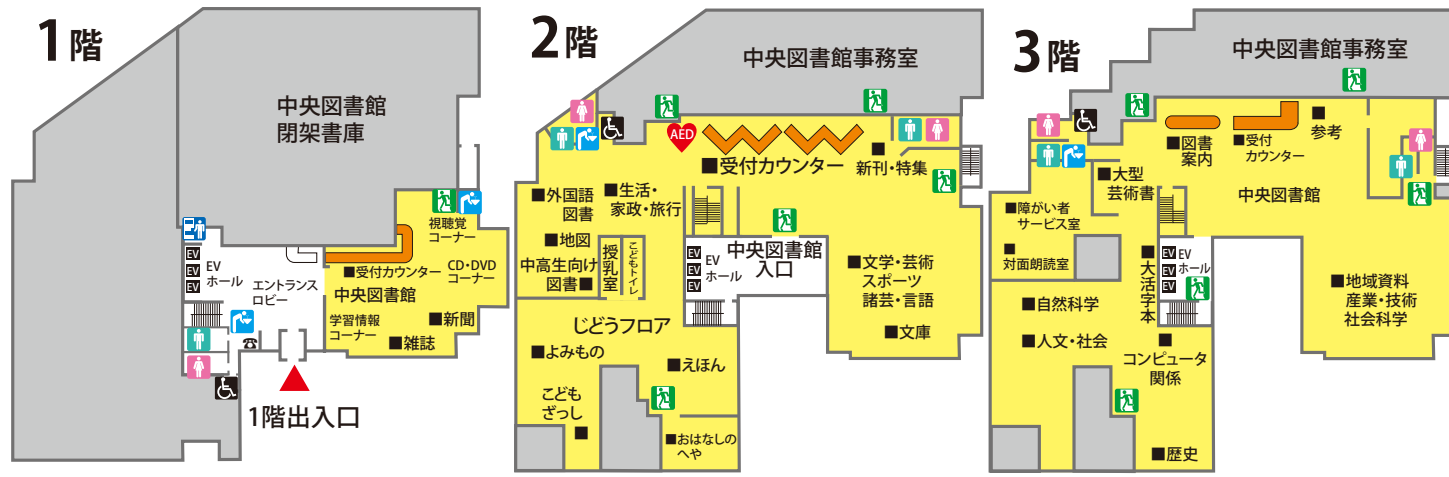 1階
中央図書館
閉架書庫
視聴覚
コーナー
EV
EV
EV
EV
ホール
エントランス
ロビー
■受付カウンター
CD・DVD
コーナー
中央図書館
学習情報
コーナー
■新聞
■雑誌
1階出入口
2階
中央図書館事務室
AED
■受付カウンター
■
新刊・特集
■外国語
図書
■生活・
家政・旅行
■地図
中高生向け
図書■
授乳室
こどもトイレ
EV
EV
EV
EV
ホール
中央図書館
入口
■文学・芸術
スポーツ
諸芸・言語
■文庫
じどうフロア
■よみもの
■えほん
こども
ざっし
■
■おはなしの
へや
3階
中央図書館事務室
■図書
案内
■受付
カウンター
■
参考
■大型
芸術書
中央図書館
■障がい者
サービス室
■
対面朗読室
■大活字本
EV
EV
EV
EV
ホール
■自然科学
■人文・社会
■
コンピュータ
関係
■地域資料
産業・技術
社会科学
■歴史